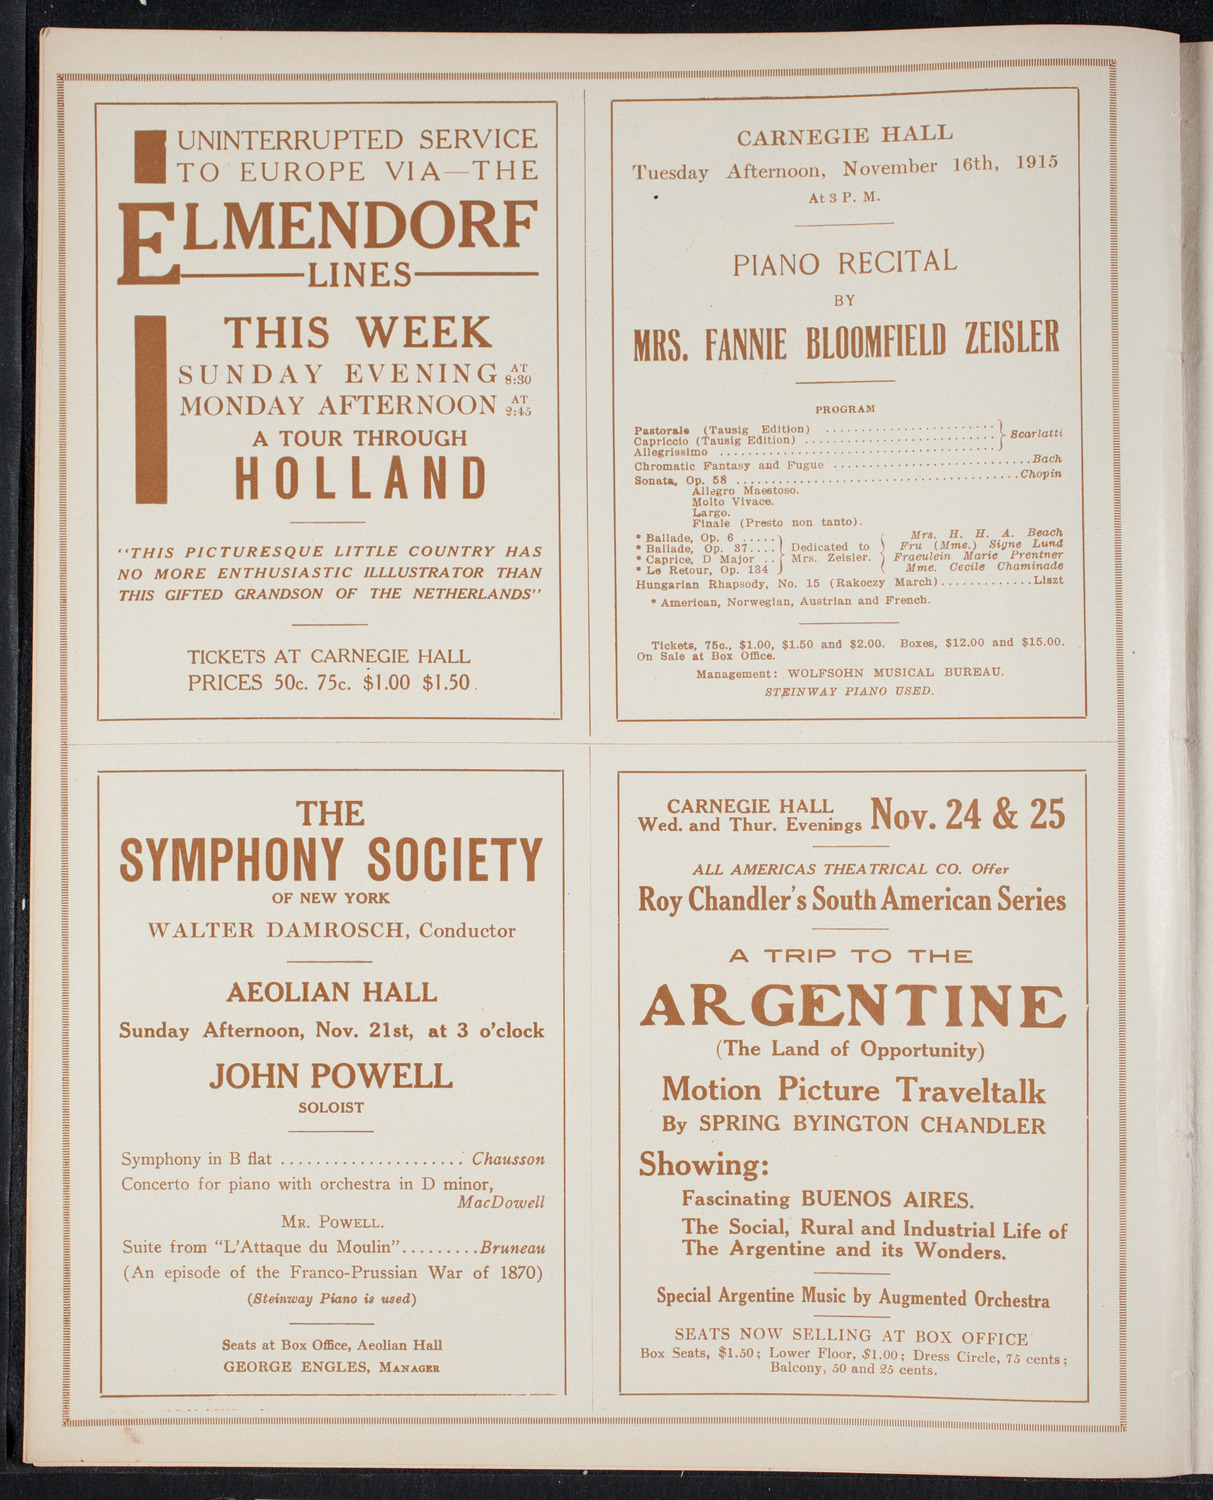 UNINTERRUPTED SERVICE
TO EUROPE VIA—THE
ELMENDORF
LINES
THIS WEEK
SUNDAY EVENING AT 8:30
MONDAY AFTERNOON AT 2:45
A TOUR THROUGH
HOLLAND
"THIS PICTURESQUE LITTLE COUNTRY HAS
NO MORE ENTHUSIASTIC ILLLUSTRATOR THAN
THIS GIFTED GRANDSON OF THE NETHERLANDS"
TICKETS AT CARNEGIE HALL
PRICES 50c. 75c. $1.00 $1.50
CARNEGIE HALL
Tuesday Afternoon, November 16th, 1915
At 3 P. M.
PIANO RECITAL
BY
MRS. FANNIE BLOOMFIELD ZEISLER
PROGRAM
Pastorale (Tausig Edition) ........................
Capriccio (Tausig Edition) ........................ Scarlatti
Allegrissimo ........................
Chromatic Fantasy and Fugue ........................Bach
Sonata, Op. 58 ........................Chopin
Allegro Maestoso.
Molto Vivace.
Largo.
Finale (Presto non tanto).
* Ballade, Op. 6 ..... Mrs. H. H. A. Beach
* Ballade, Op. 37.... Dedicated to Fru (Mme.) Signe Lund
* Caprice, D Major .. Mrs. Zeisler. Fraeulein Marie Prentner
* Le Retour, Op. 134 Mme. Cecile Chaminade
Hungarian Rhapsody, No. 15 (Rakoczy March).............Liszt
* American, Norwegian, Austrian and French.
Tickets, 75c., $1.00, $1.50 and $2.00. Boxes, $12.00 and $15.00.
On Sale at Box Office.
Management: WOLFSOHN MUSICAL BUREAU.
STEINWAY PIANO USED.
THE
SYMPHONY SOCIETY
OF NEW YORK
WALTER DAMROSCH, Conductor
AEOLIAN HALL
Sunday Afternoon, Nov. 21st, at 3 o'clock
JOHN POWELL
SOLOIST
Symphony in B flat ..................... Chausson
Concerto for piano with orchestra in D minor,
MacDowell
MR. POWELL.
Suite from "L'Attaque du Moulin".........Bruneau
(An episode of the Franco-Prussian War of 1870)
(Steinway Piano is used)
Seats at Box Office, Aeolian Hall
GEORGE ENGLES, MANAGER
CARNEGIE HALL
Wed. and Thur. Evenings Nov. 24 & 25
ALL AMERICAS THEATRICAL CO. Offer
Roy Chandler's South American Series
A TRIP TO THE
ARGENTINE
(The Land of Opportunity)
Motion Picture Traveltalk
By SPRING BYINGTON CHANDLER
Showing:
Fascinating BUENOS AIRES.
The Social, Rural and Industrial Life of
The Argentine and its Wonders.
Special Argentine Music by Augmented Orchestra
SEATS NOW SELLING AT BOX OFFICE
Box Seats, $1.50; Lower Floor, $1.00; Dress Circle, 75 cents;
Balcony, 50 and 25 cents.